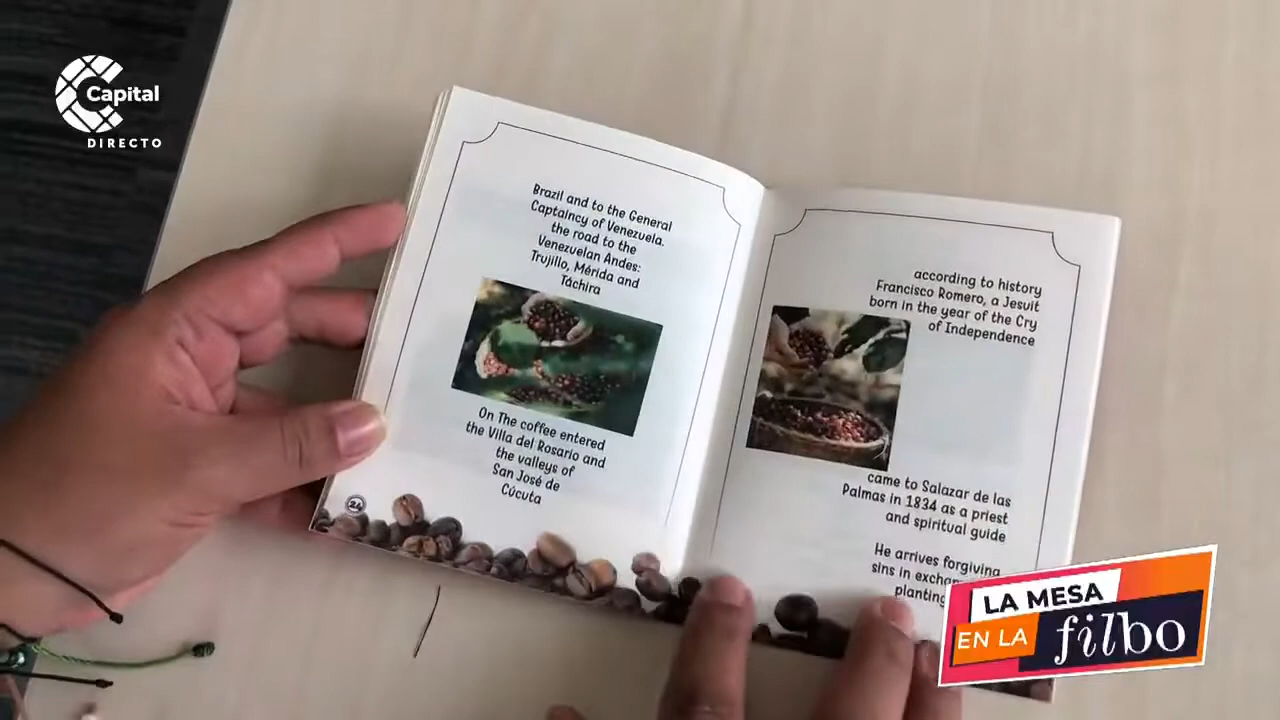 Capital
DIRECTO
Brazil and to the General
Captaincy of Venezuela.
the road to the
Venezuelan Andes:
Trujillo, Mérida and
Táchira
On The coffee entered
the Villa del Rosario and
the valleys of
San José de
Cúcuta
24
according to history
Francisco Romero, a Jesuit
born in the year of the Cry
of Independence
came to Salazar de las
Palmas in 1834 as a priest
and spiritual guide
He arrives forgiving
sins in
planting
LA MESA
EN LA filbo